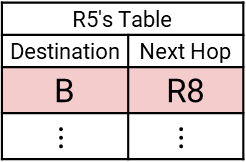 R5's Table
Destination Next Hop
B R8
⋮ ⋮